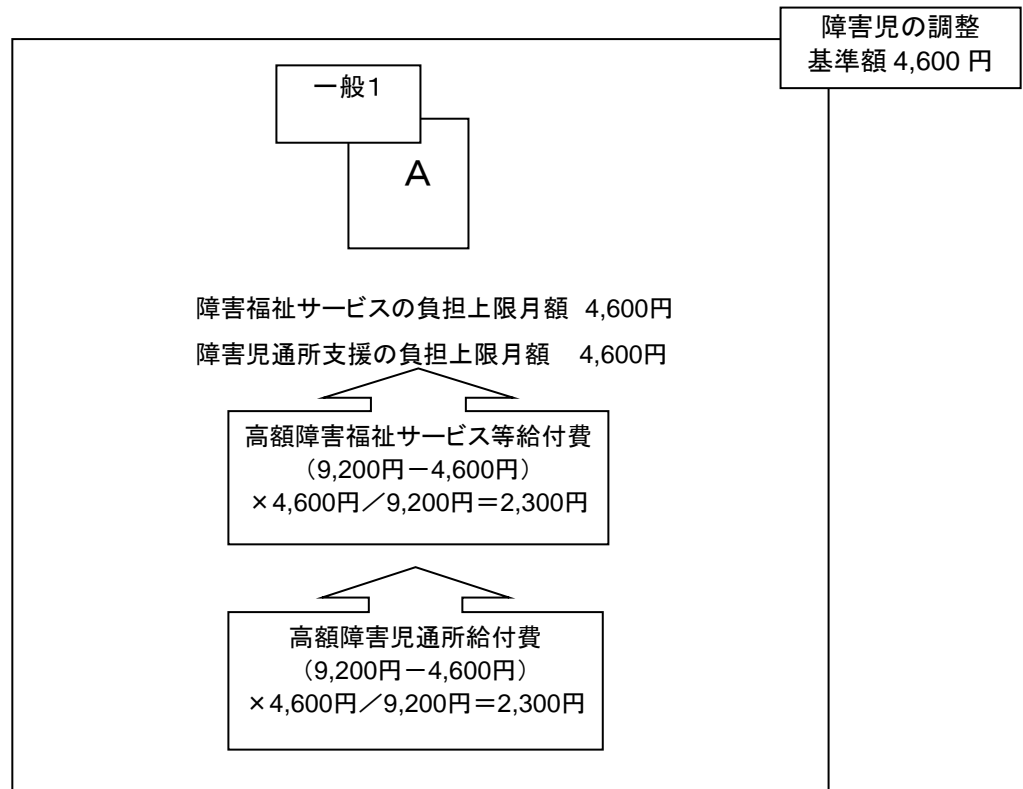 障害児の調整
基準額 4,600 円
一般1
A
障害福祉サービスの負担上限月額 4,600円
障害児通所支援の負担上限月額 4,600円
高額障害福祉サービス等給付費
（9,200円－4,600円）
×4,600円／9,200円＝2,300円
高額障害児通所給付費
（9,200円－4,600円）
×4,600円／9,200円＝2,300円